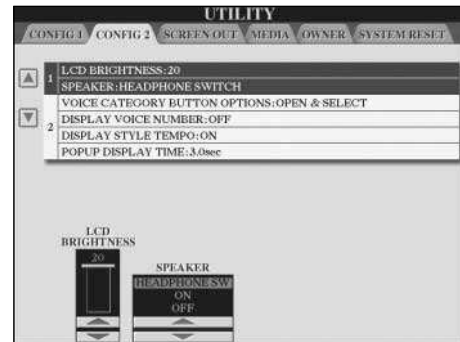 UTILITY
CONFIG 1 CONFIG 2 SCREEN OUT MEDIA OWNER SYSTEM RESET
1 LCD BRIGHTNESS:20
SPEAKER:HEADPHONE SWITCH
2 VOICE CATEGORY BUTTON OPTIONS:OPEN & SELECT
DISPLAY VOICE NUMBER:OFF
DISPLAY STYLE TEMPO:ON
POPUP DISPLAY TIME:3.0sec
LCD
BRIGHTNESS
20
SPEAKER
HEADPHONE SW
ON
OFF